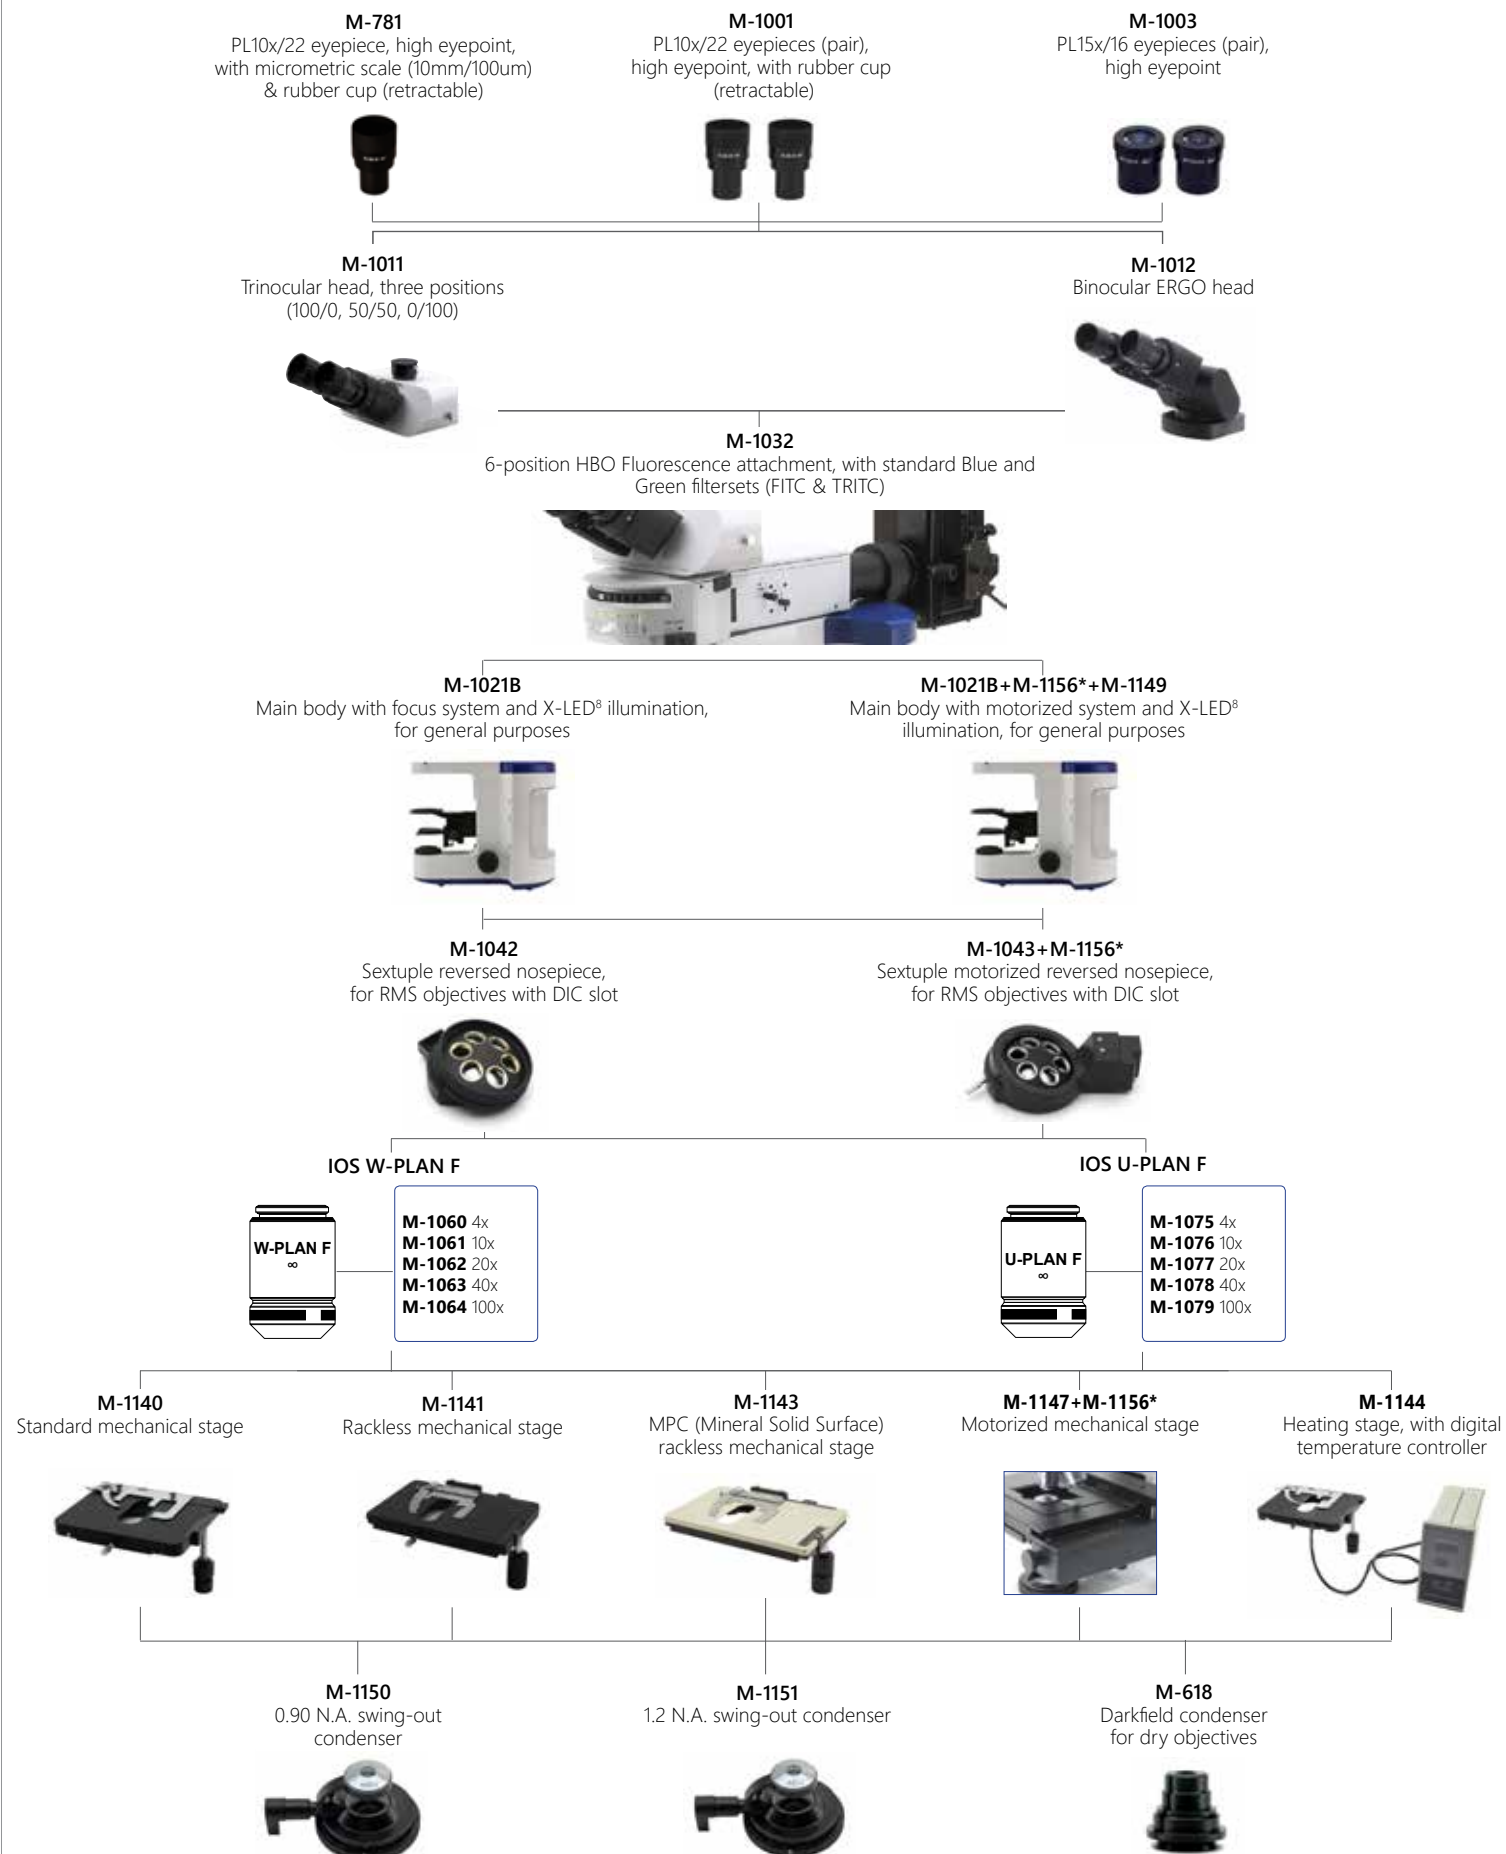 M-781
PL10x/22 eyepiece, high eyepoint,
with micrometric scale (10mm/100um)
& rubber cup (retractable)
M-1001
PL10x/22 eyepieces (pair),
high eyepoint, with rubber cup
(retractable)
M-1003
PL15x/16 eyepieces (pair),
high eyepoint
M-1011
Trinocular head, three positions
(100/0, 50/50, 0/100)
M-1012
Binocular ERGO head
M-1032
6-position HBO Fluorescence attachment, with standard Blue and
Green filtersets (FITC & TRITC)
M-1021B
Main body with focus system and X-LED⁸ illumination,
for general purposes
M-1021B+M-1156*+M-1149
Main body with motorized system and X-LED⁸
illumination, for general purposes
M-1042
Sextuple reversed nosepiece,
for RMS objectives with DIC slot
M-1043+M-1156*
Sextuple motorized reversed nosepiece,
for RMS objectives with DIC slot
IOS W-PLAN F
W-PLAN F
∞
M-1060 4x
M-1061 10x
M-1062 20x
M-1063 40x
M-1064 100x
IOS U-PLAN F
U-PLAN F
∞
M-1075 4x
M-1076 10x
M-1077 20x
M-1078 40x
M-1079 100x
M-1140
Standard mechanical stage
M-1141
Rackless mechanical stage
M-1143
MPC (Mineral Solid Surface)
rackless mechanical stage
M-1147+M-1156*
Motorized mechanical stage
M-1144
Heating stage, with digital
temperature controller
M-1150
0.90 N.A. swing-out
condenser
M-1151
1.2 N.A. swing-out condenser
M-618
Darkfield condenser
for dry objectives